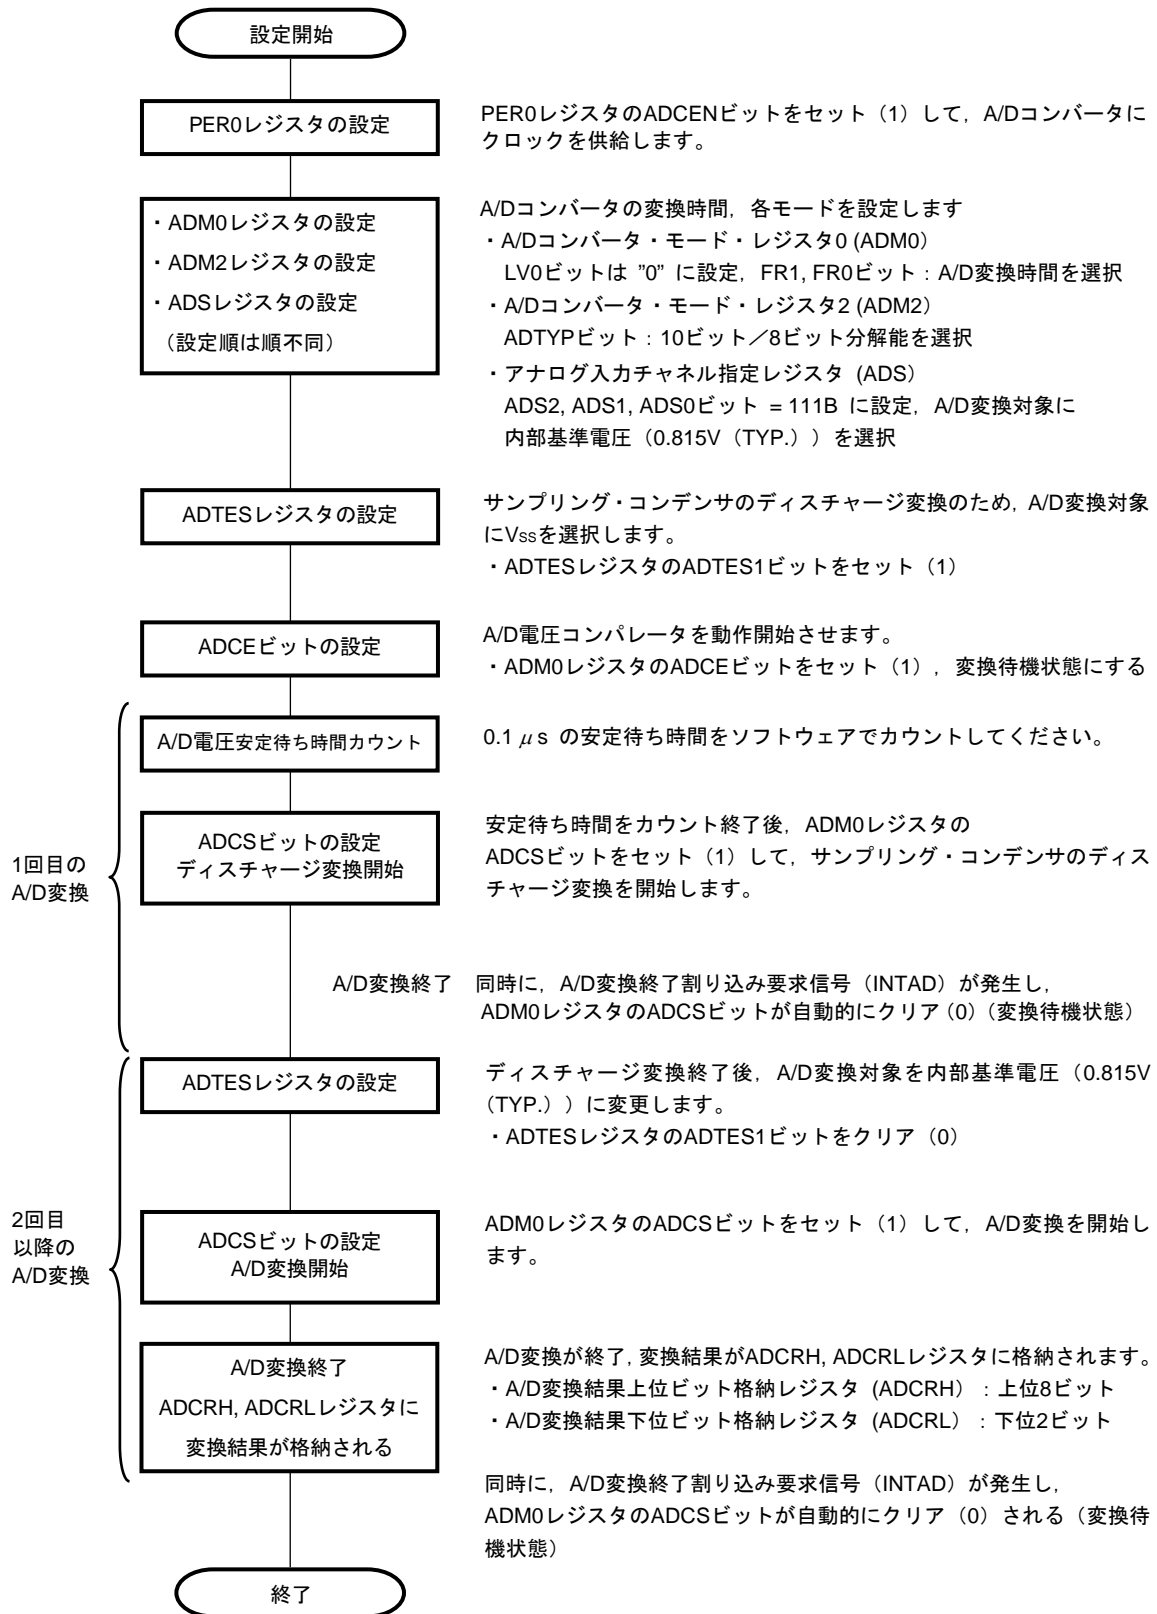 設定開始
PER0レジスタの設定
PER0レジスタのADCENビットをセット（1）して，A/Dコンバータに
クロックを供給します。
・ADM0レジスタの設定
・ADM2レジスタの設定
・ADSレジスタの設定
（設定順は順不同）
A/Dコンバータの変換時間，各モードを設定します
・A/Dコンバータ・モード・レジスタ0 (ADM0）
LV0ビットは ”0” に設定，FR1, FR0ビット：A/D変換時間を選択
・A/Dコンバータ・モード・レジスタ2 (ADM2）
ADTYPビット：10ビット／8ビット分解能を選択
・アナログ入力チャネル指定レジスタ (ADS）
ADS2, ADS1, ADS0ビット = 111B に設定，A/D変換対象に
内部基準電圧（0.815V（TYP.））を選択
ADTESレジスタの設定
サンプリング・コンデンサのディスチャージ変換のため，A/D変換対象
にVSSを選択します。
・ADTESレジスタのADTES1ビットをセット（1）
ADCEビットの設定
A/D電圧コンパレータを動作開始させます。
・ADM0レジスタのADCEビットをセット（1），変換待機状態にする
1回目の
A/D変換
A/D電圧安定待ち時間カウント
0.1 μs の安定待ち時間をソフトウェアでカウントしてください。
ADCSビットの設定
ディスチャージ変換開始
安定待ち時間をカウント終了後，ADM0レジスタの
ADCSビットをセット（1）して，サンプリング・コンデンサのディス
チャージ変換を開始します。
A/D変換終了 同時に，A/D変換終了割り込み要求信号（INTAD）が発生し，
ADM0レジスタのADCSビットが自動的にクリア（0）（変換待機状態）
2回目
以降の
A/D変換
ADTESレジスタの設定
ディスチャージ変換終了後，A/D変換対象を内部基準電圧（0.815V
（TYP.））に変更します。
・ADTESレジスタのADTES1ビットをクリア（0）
ADCSビットの設定
A/D変換開始
ADM0レジスタのADCSビットをセット（1）して，A/D変換を開始し
ます。
A/D変換終了
ADCRH, ADCRLレジスタに
変換結果が格納される
A/D変換が終了, 変換結果がADCRH, ADCRLレジスタに格納されます。
・A/D変換結果上位ビット格納レジスタ (ADCRH）：上位8ビット
・A/D変換結果下位ビット格納レジスタ (ADCRL）：下位2ビット
同時に，A/D変換終了割り込み要求信号（INTAD）が発生し，
ADM0レジスタのADCSビットが自動的にクリア（0）される（変換待
機状態）
終了